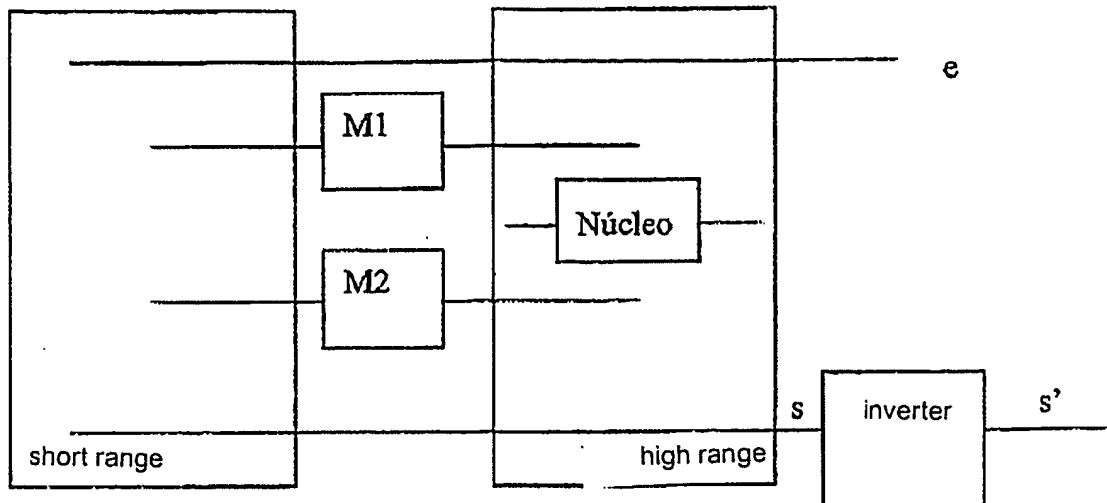 e
M1
Núcleo
M2
s
inverter
s’
short range
high range